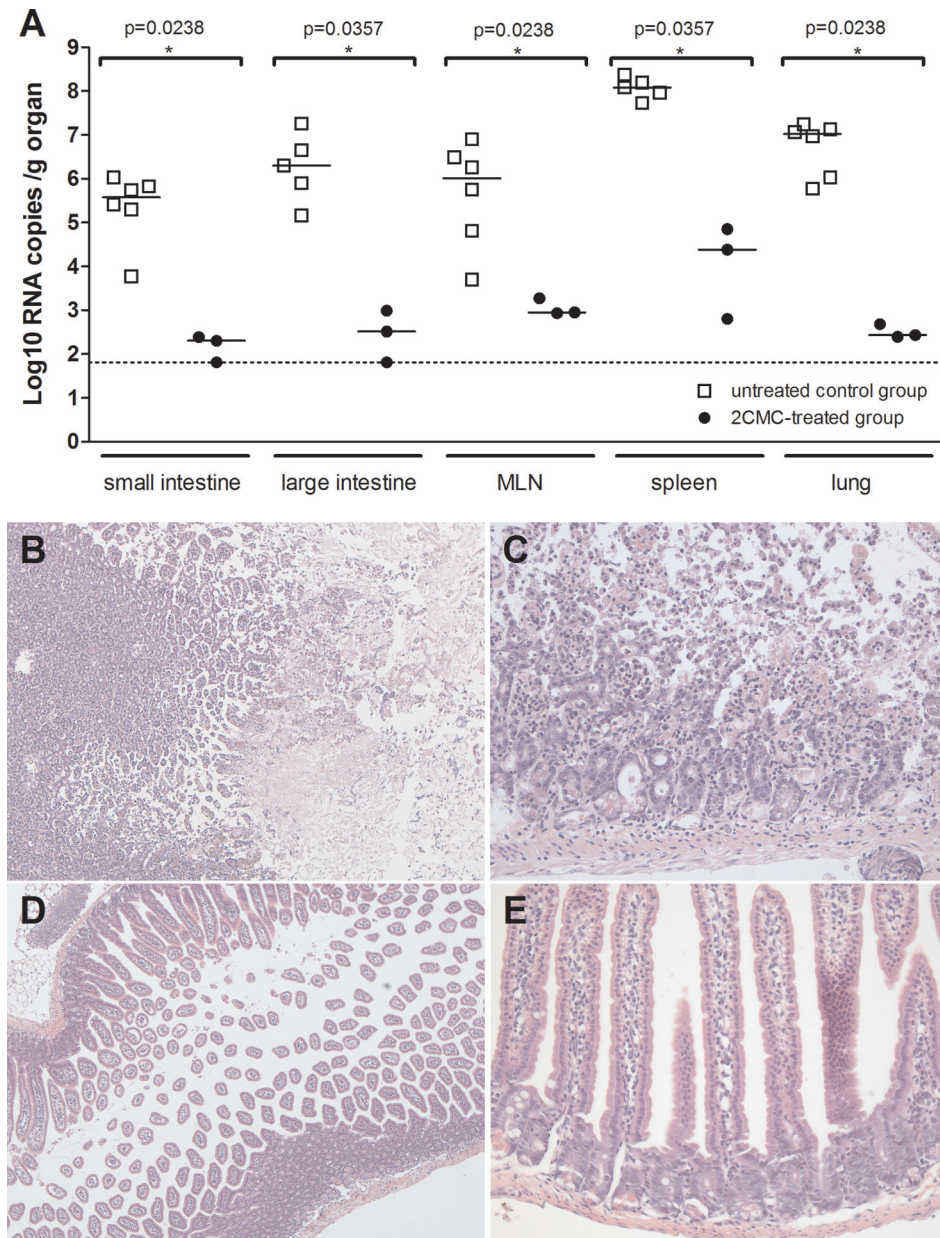 A
p=0.0238 p=0.0357 p=0.0238 p=0.0357 p=0.0238
* * * * *
Log10 RNA copies /g organ
9
8
7
6
5
4
3
2
1
0
untreated control group
2CMC-treated group
small intestine large intestine MLN spleen lung
B C
D E